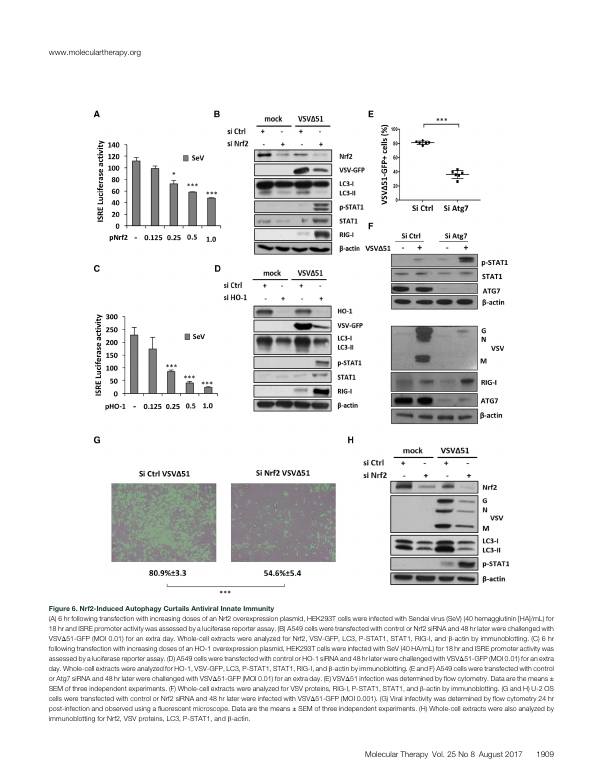 www.moleculartherapy.org
A
ISRE Luciferase activity
140
120
100
80
60
40
20
0
SeV
*
***
***
pNrf2 - 0.125 0.25 0.5 1.0
B
mock VSVΔ51
si Ctrl + - + -
si Nrf2 - + - +
Nrf2
VSV-GFP
LC3-I
LC3-II
p-STAT1
STAT1
RIG-I
β-actin
E
VSVΔ51-GFP+ cells (%)
100
80
60
40
20
0
***
Si Ctrl Si Atg7
F
Si Ctrl Si Atg7
VSVΔ51 - + - +
p-STAT1
STAT1
ATG7
β-actin
G
N
VSV
M
RIG-I
ATG7
β-actin
C
ISRE Luciferase activity
300
250
200
150
100
50
0
SeV
***
***
***
pHO-1 - 0.125 0.25 0.5 1.0
D
mock VSVΔ51
si Ctrl + - + -
si HO-1 - + - +
HO-1
VSV-GFP
LC3-I
LC3-II
p-STAT1
STAT1
RIG-I
β-actin
G
Si Ctrl VSVΔ51 Si Nrf2 VSVΔ51
80.9%±3.3 54.6%±5.4
***
H
mock VSVΔ51
si Ctrl + - + -
si Nrf2 - + - +
Nrf2
G
N
VSV
M
LC3-I
LC3-II
p-STAT1
β-actin
Figure 6. Nrf2-Induced Autophagy Curtails Antiviral Innate Immunity
(A) 6 hr following transfection with increasing doses of an Nrf2 overexpression plasmid, HEK293T cells were infected with Sendai virus (SeV) (40 hemagglutinin [HA]/mL) for
18 hr and ISRE promoter activity was assessed by a luciferase reporter assay. (B) A549 cells were transfected with control or Nrf2 siRNA and 48 hr later were challenged with
VSVΔ51-GFP (MOI 0.01) for an extra day. Whole-cell extracts were analyzed for Nrf2, VSV-GFP, LC3, P-STAT1, STAT1, RIG-I, and β-actin by immunoblotting. (C) 6 hr
following transfection with increasing doses of an HO-1 overexpression plasmid, HEK293T cells were infected with SeV (40 HA/mL) for 18 hr and ISRE promoter activity was
assessed by a luciferase reporter assay. (D) A549 cells were transfected with control or HO-1 siRNA and 48 hr later were challenged with VSVΔ51-GFP (MOI 0.01) for an extra
day. Whole-cell extracts were analyzed for HO-1, VSV-GFP, LC3, P-STAT1, STAT1, RIG-I, and β-actin by immunoblotting. (E and F) A549 cells were transfected with control
or Atg7 siRNA and 48 hr later were challenged with VSVΔ51-GFP (MOI 0.01) for an extra day. (E) VSVΔ51 infection was determined by flow cytometry. Data are the means ±
SEM of three independent experiments. (F) Whole-cell extracts were analyzed for VSV proteins, RIG-I, P-STAT1, STAT1, and β-actin by immunoblotting. (G and H) U-2 OS
cells were transfected with control or Nrf2 siRNA and 48 hr later were infected with VSVΔ51-GFP (MOI 0.001). (G) Viral infectivity was determined by flow cytometry 24 hr
post-infection and observed using a fluorescent microscope. Data are the means ± SEM of three independent experiments. (H) Whole-cell extracts were also analyzed by
immunoblotting for Nrf2, VSV proteins, LC3, P-STAT1, and β-actin.
Molecular Therapy Vol. 25 No 8 August 2017 1909